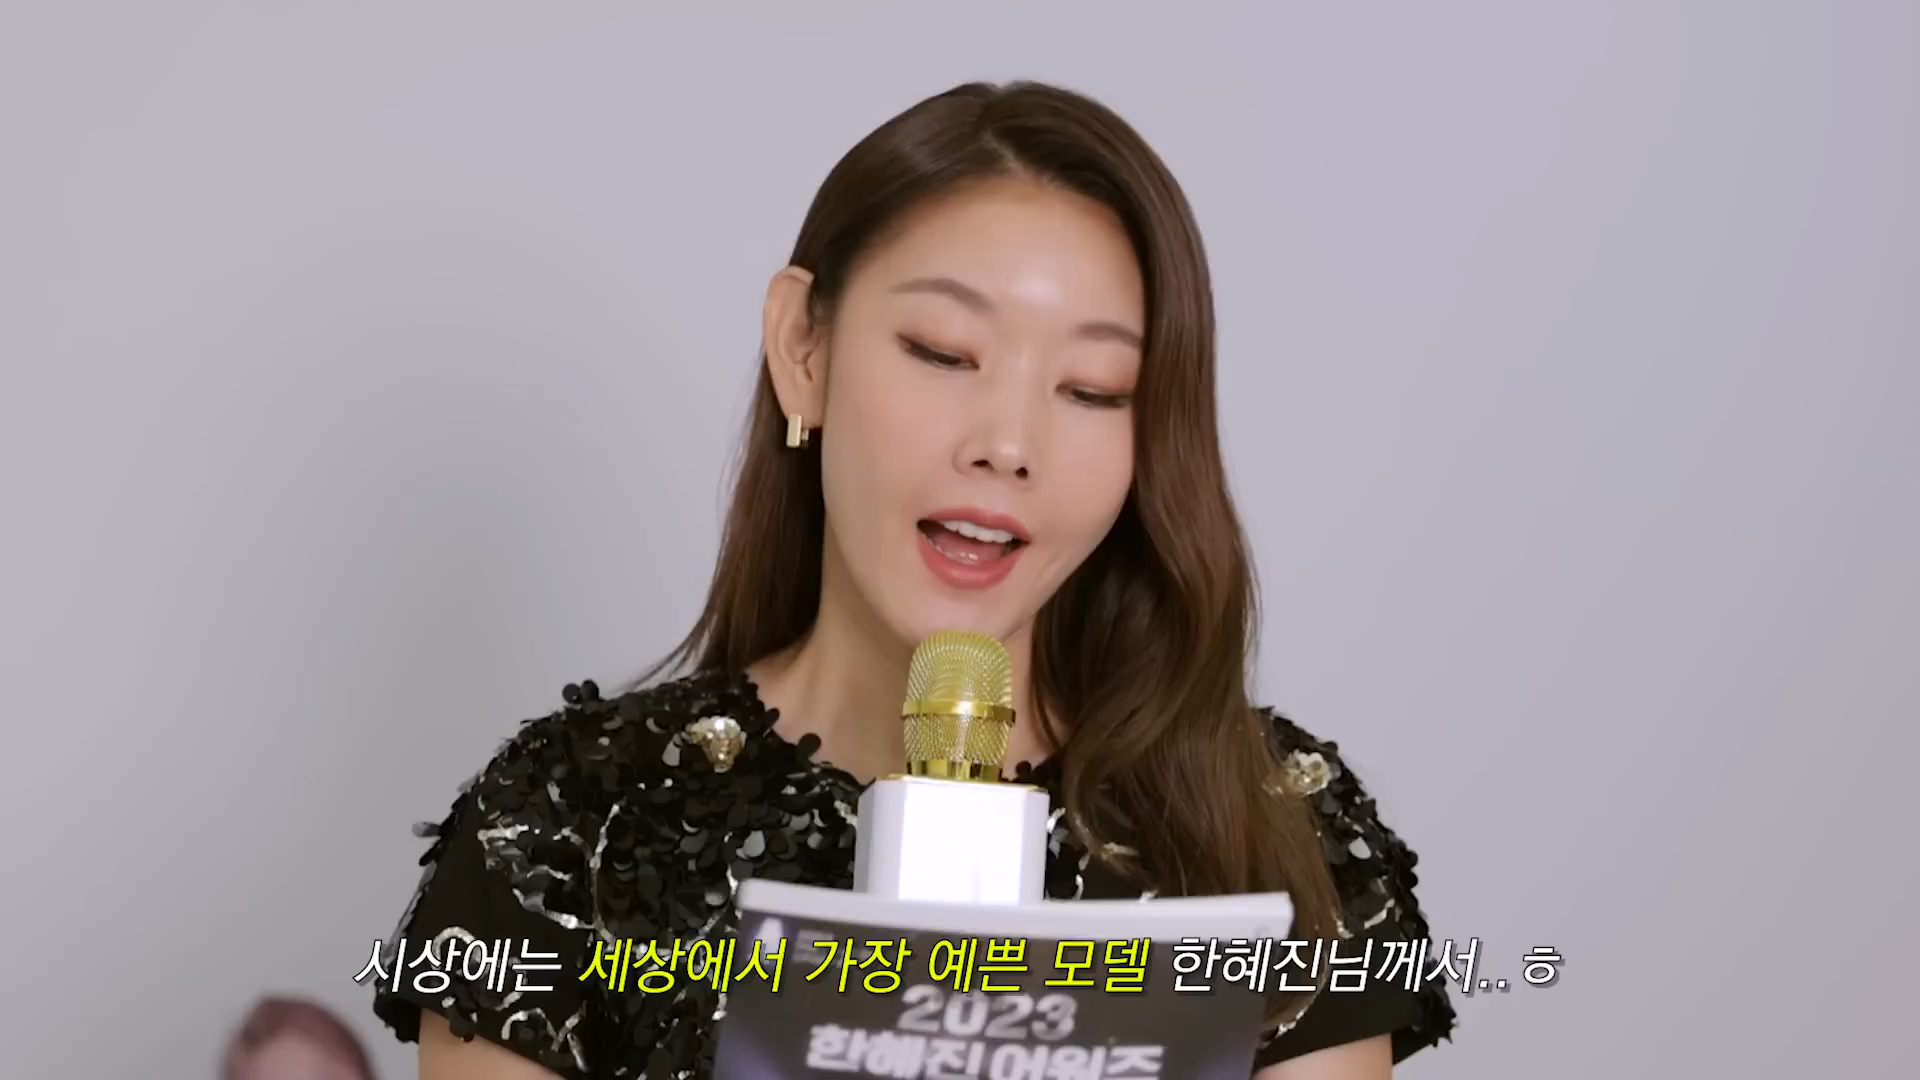 시상에는 세상에서 가장 예쁜 모델 한혜진님께서..ㅎ
2023
한혜진 어워즈